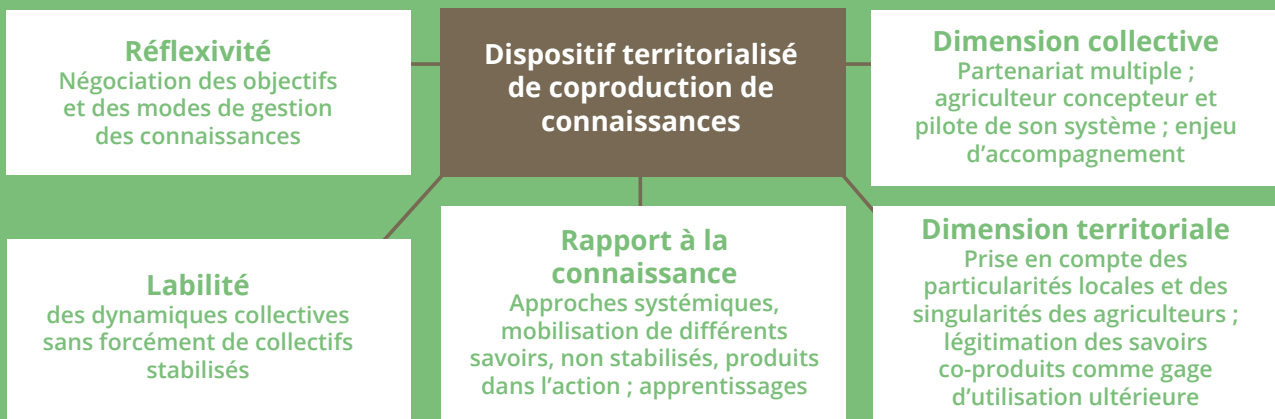 Réflexivité
Négociation des objectifs
et des modes de gestion
des connaissances
Dispositif territorialisé
de coproduction de
connaissances
Dimension collective
Partenariat multiple ;
agriculteur concepteur et
pilote de son système ; enjeu
d’accompagnement
Labilité
des dynamiques collectives
sans forcément de collectifs
stabilisés
Rapport à la
connaissance
Approches systémiques,
mobilisation de différents
savoirs, non stabilisés, produits
dans l’action ; apprentissages
Dimension territoriale
Prise en compte des
particularités locales et des
singularités des agriculteurs ;
légitimation des savoirs
co-produits comme gage
d’utilisation ultérieure